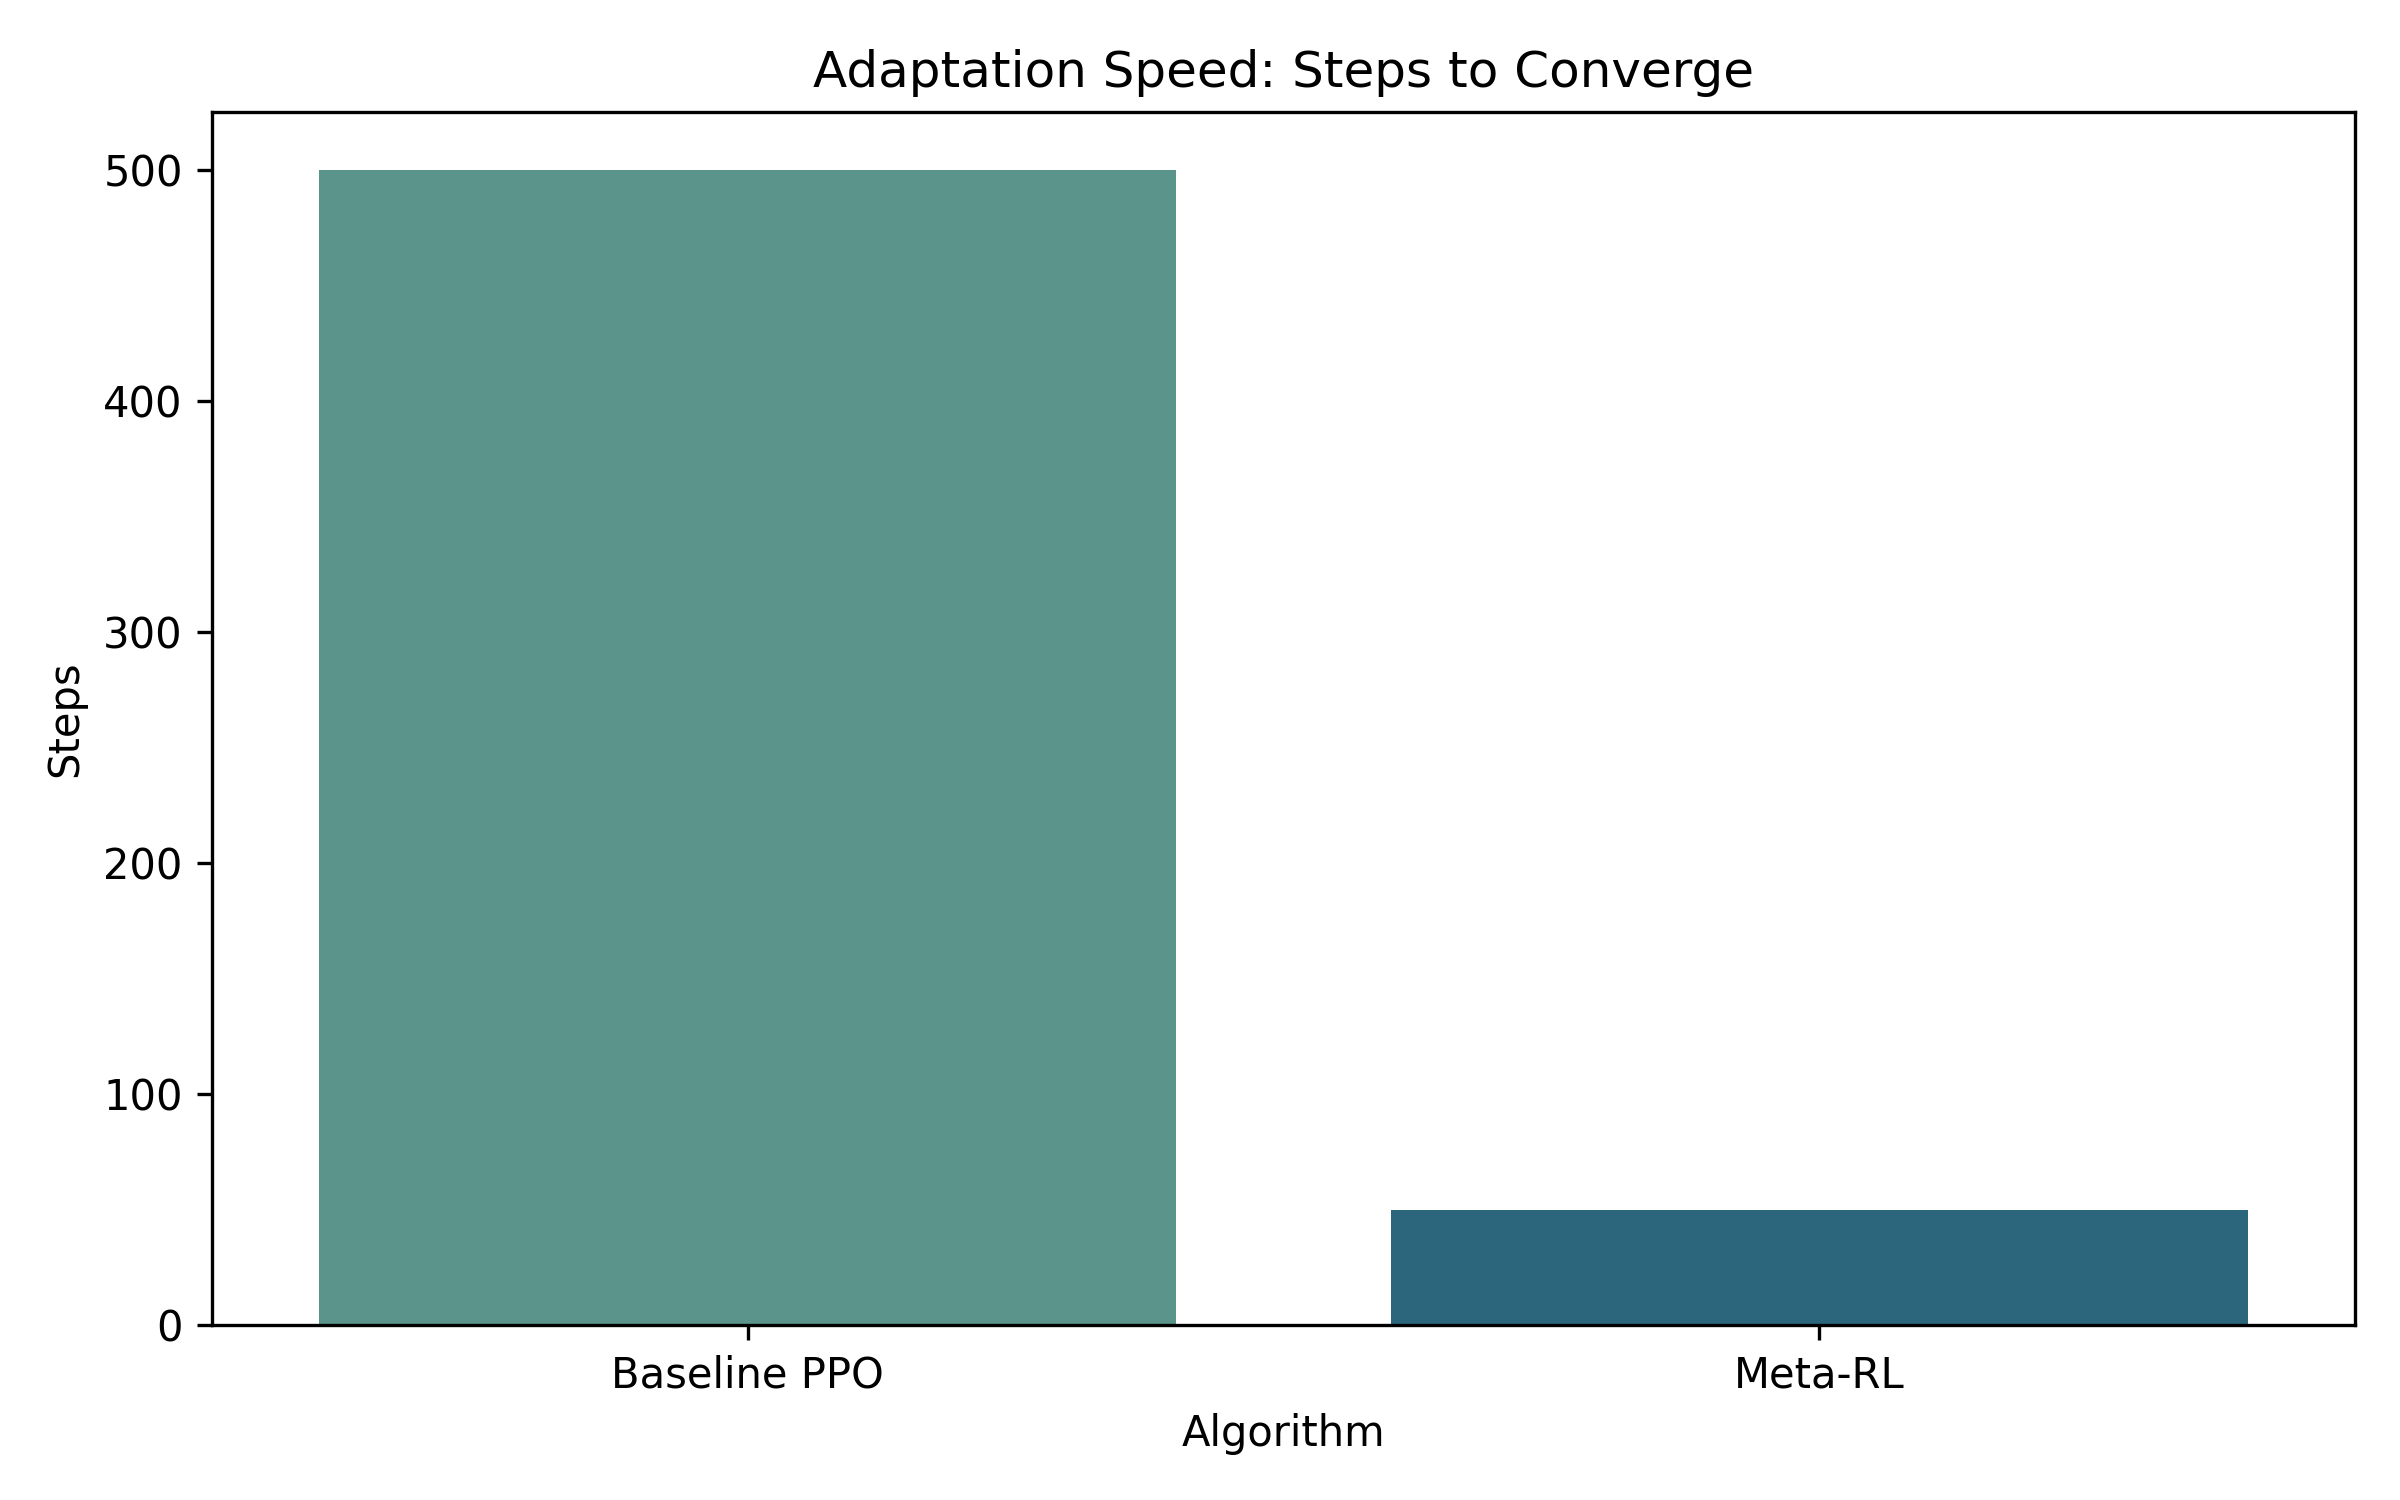 Adaptation Speed: Steps to Converge
Steps
500
400
300
200
100
0
Baseline PPO
Meta-RL
Algorithm